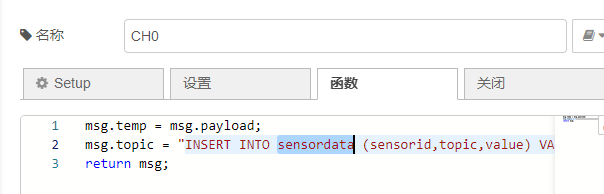 名称 CH0
Setup 设置 函数 关闭
1 msg.temp = msg.payload;
2 msg.topic = "INSERT INTO sensordata (sensorid,topic,value) VA
3 return msg;